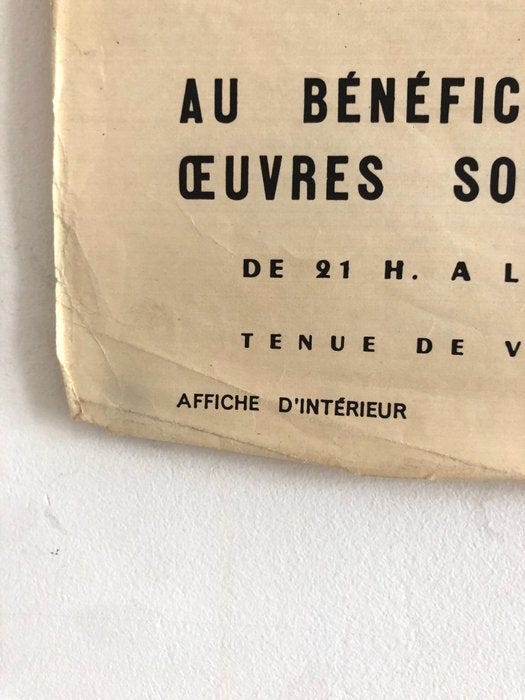 AU BÉNÉFIC
ŒUVRES SO
DE 21 H. A L
TENUE DE V
AFFICHE D'INTÉRIEUR